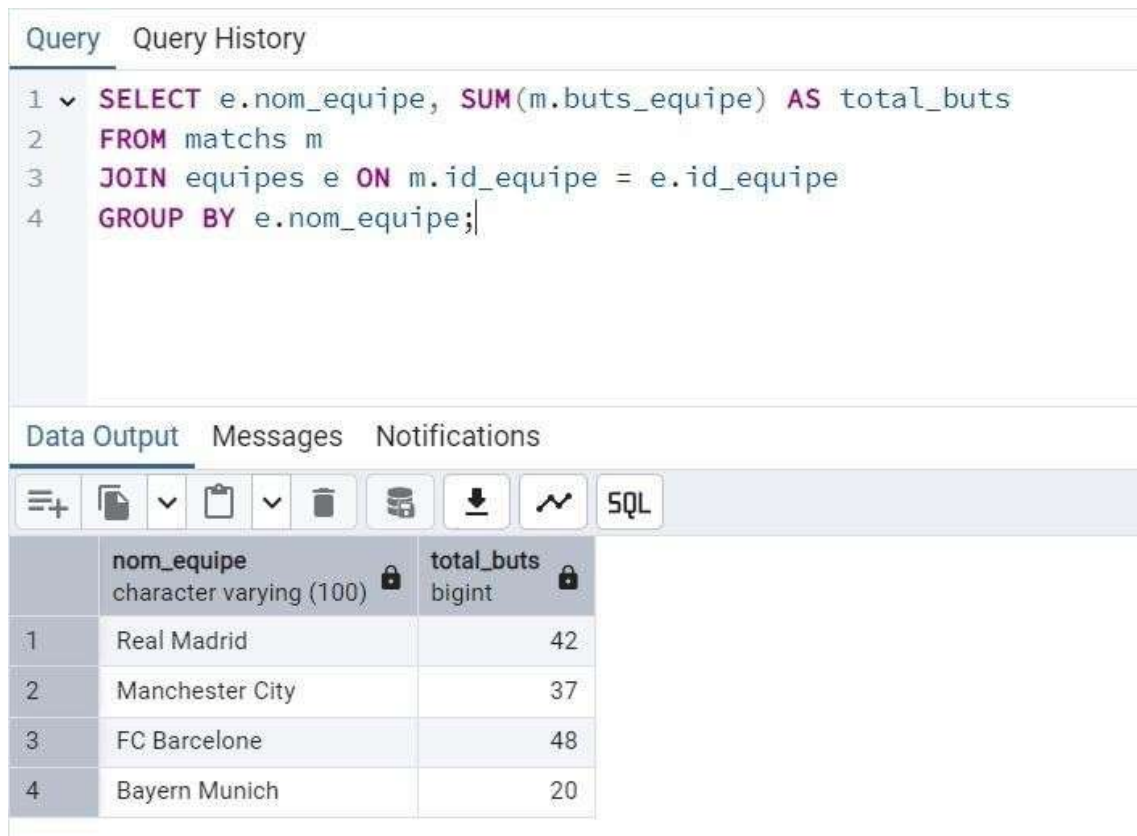 Query Query History
1 SELECT e.nom_equipe, SUM(m.buts_equipe) AS total_buts
2 FROM matchs m
3 JOIN equipes e ON m.id_equipe = e.id_equipe
4 GROUP BY e.nom_equipe;
Data Output Messages Notifications
SQL
nom_equipe total_buts
character varying (100) bigint
1 Real Madrid 42
2 Manchester City 37
3 FC Barcelone 48
4 Bayern Munich 20